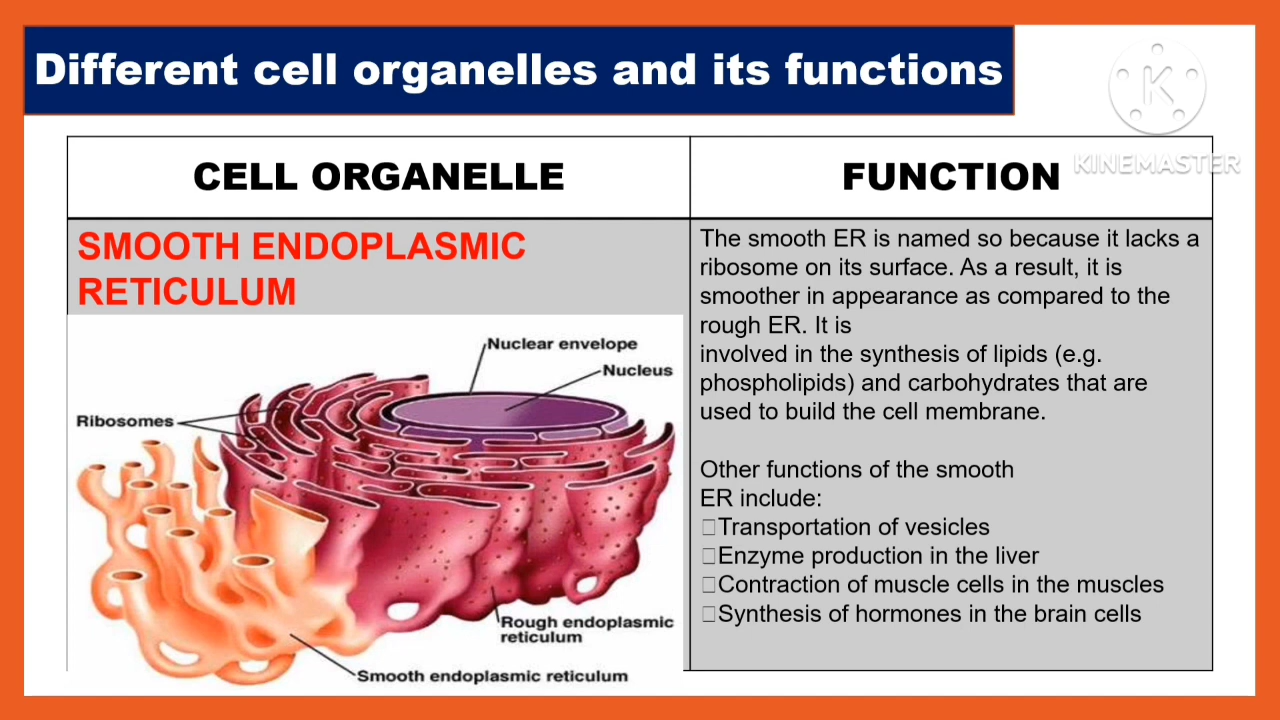 Different cell organelles and its functions
K
KINEMASTER
CELL ORGANELLE
FUNCTION
SMOOTH ENDOPLASMIC
RETICULUM
Nuclear envelope
Nucleus
Ribosomes
Rough endoplasmic
reticulum
Smooth endoplasmic reticulum
The smooth ER is named so because it lacks a
ribosome on its surface. As a result, it is
smoother in appearance as compared to the
rough ER. It is
involved in the synthesis of lipids (e.g.
phospholipids) and carbohydrates that are
used to build the cell membrane.
Other functions of the smooth
ER include:
Transportation of vesicles
Enzyme production in the liver
Contraction of muscle cells in the muscles
Synthesis of hormones in the brain cells